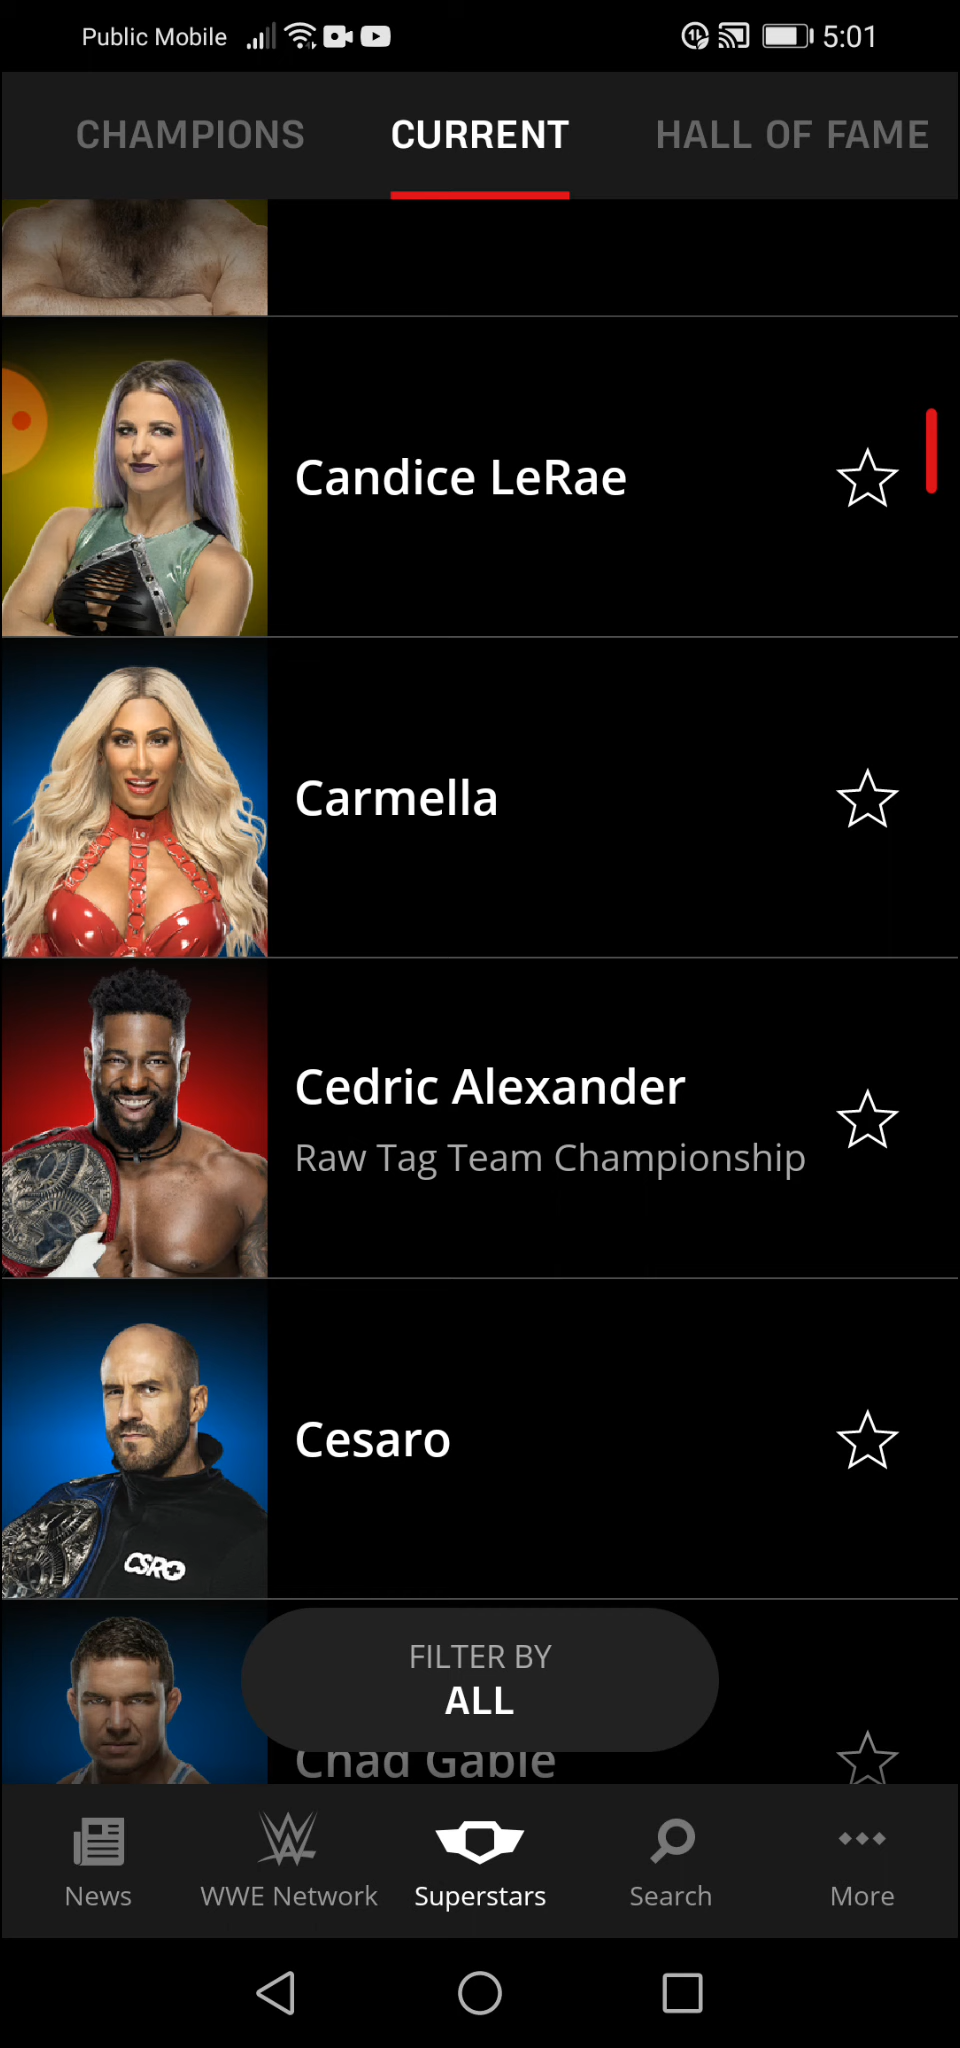 Public Mobile 5:01
CHAMPIONS CURRENT HALL OF FAME
Candice LeRae
Carmella
Cedric Alexander
Raw Tag Team Championship
Cesaro
CSRO
FILTER BY
ALL
Chad Gable
News WWE Network Superstars Search More